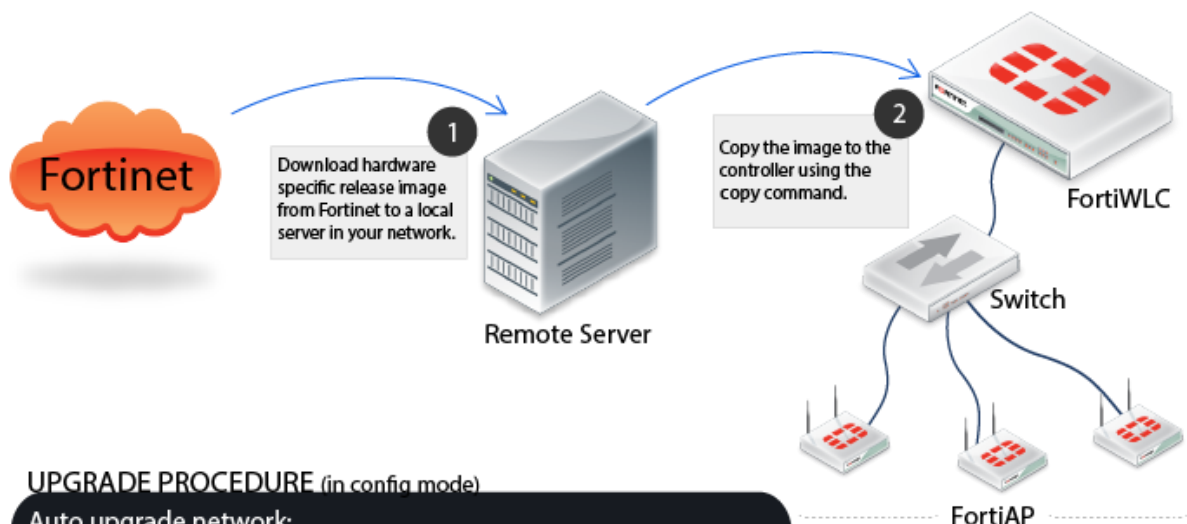 Fortinet
1
Download hardware
specific release image
from Fortinet to a local
server in your network.
Remote Server
2
Copy the image to the
controller using the
copy command.
FortiWLC
Switch
FortiAP
UPGRADE PROCEDURE (in config mode)
Auto upgrade network: